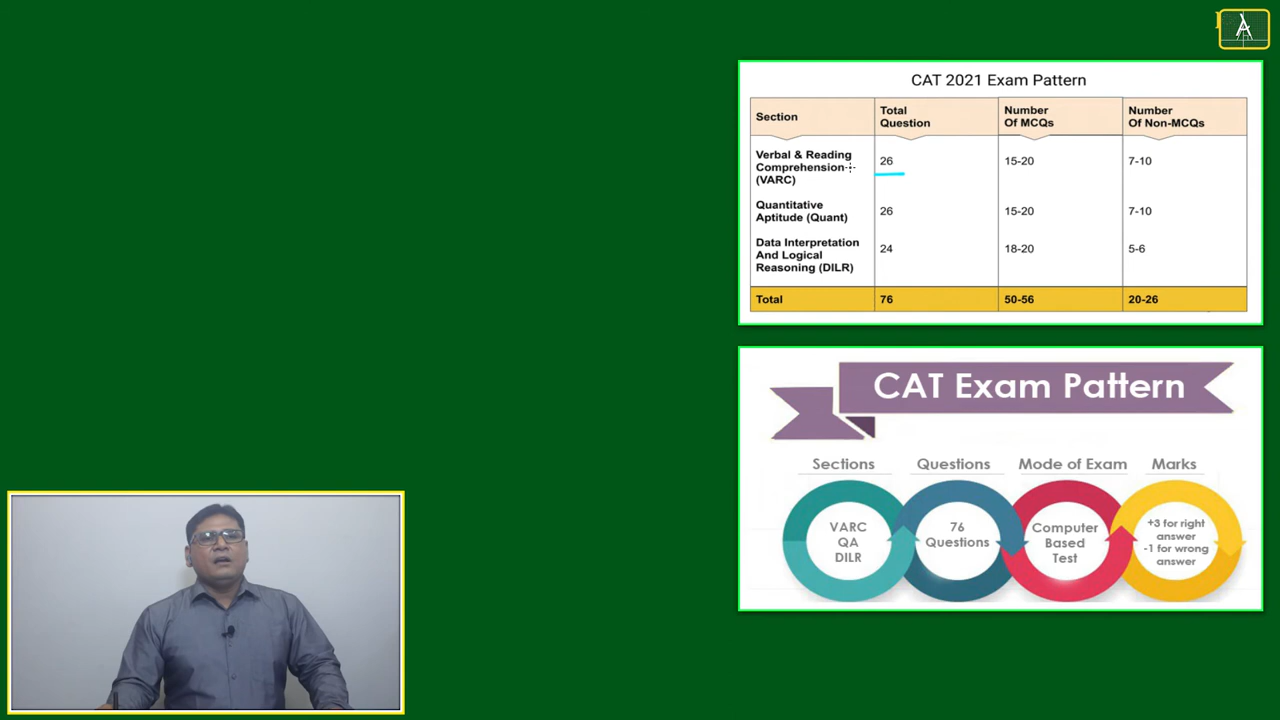 A
CAT 2021 Exam Pattern
Section
Total
Question
Number
Of MCQs
Number
Of Non-MCQs
Verbal & Reading
Comprehension
(VARC)
26
15-20
7-10
Quantitative
Aptitude (Quant)
26
15-20
7-10
Data Interpretation
And Logical
Reasoning (DILR)
24
18-20
5-6
Total
76
50-56
20-26
CAT Exam Pattern
Sections
Questions
Mode of Exam
Marks
VARC
QA
DILR
76
Questions
Computer
Based
Test
+3 for right
answer
-1 for wrong
answer